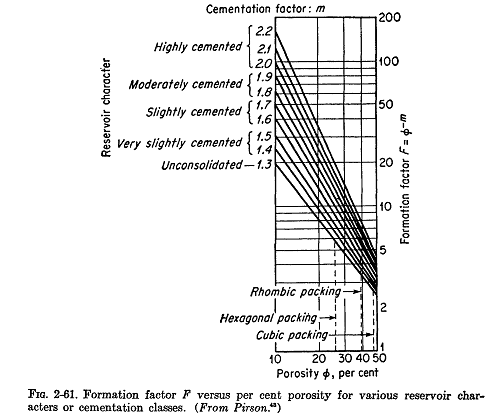 Cementation factor: m
Reservoir character
Highly cemented
2.2
2.1
2.0
Moderately cemented
1.9
1.8
Slightly cemented
1.7
1.6
Very slightly cemented
1.5
1.4
Unconsolidated
1.3
200
100
50
20
10
5
2
1
Formation factor F = ϕ-m
Rhombic packing
Hexagonal packing
Cubic packing
10 20 30 40 50
Porosity ϕ, per cent
FIG. 2-61. Formation factor F versus per cent porosity for various reservoir char-
acters or cementation classes. (From Pirson.43)